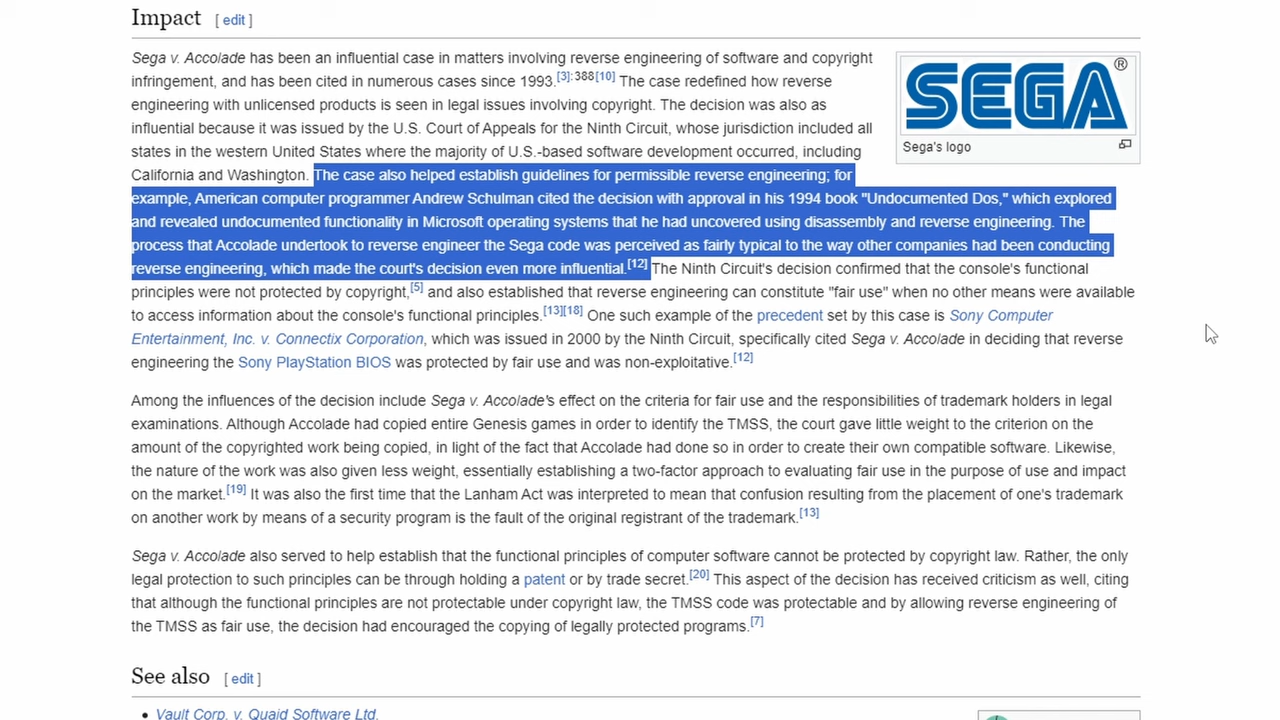 Impact [ edit ]
Sega v. Accolade has been an influential case in matters involving reverse engineering of software and copyright
infringement, and has been cited in numerous cases since 1993.[3]:388[10] The case redefined how reverse
engineering with unlicensed products is seen in legal issues involving copyright. The decision was also as
influential because it was issued by the U.S. Court of Appeals for the Ninth Circuit, whose jurisdiction included all
states in the western United States where the majority of U.S.-based software development occurred, including
California and Washington. The case also helped establish guidelines for permissible reverse engineering; for
example, American computer programmer Andrew Schulman cited the decision with approval in his 1994 book "Undocumented Dos," which explored
and revealed undocumented functionality in Microsoft operating systems that he had uncovered using disassembly and reverse engineering. The
process that Accolade undertook to reverse engineer the Sega code was perceived as fairly typical to the way other companies had been conducting
reverse engineering, which made the court's decision even more influential.[12] The Ninth Circuit's decision confirmed that the console's functional
principles were not protected by copyright,[5] and also established that reverse engineering can constitute "fair use" when no other means were available
to access information about the console's functional principles.[13][18] One such example of the precedent set by this case is Sony Computer
Entertainment, Inc. v. Connectix Corporation, which was issued in 2000 by the Ninth Circuit, specifically cited Sega v. Accolade in deciding that reverse
engineering the Sony PlayStation BIOS was protected by fair use and was non-exploitative.[12]
SEGA®
Sega's logo
Among the influences of the decision include Sega v. Accolade's effect on the criteria for fair use and the responsibilities of trademark holders in legal
examinations. Although Accolade had copied entire Genesis games in order to identify the TMSS, the court gave little weight to the criterion on the
amount of the copyrighted work being copied, in light of the fact that Accolade had done so in order to create their own compatible software. Likewise,
the nature of the work was also given less weight, essentially establishing a two-factor approach to evaluating fair use in the purpose of use and impact
on the market.[19] It was also the first time that the Lanham Act was interpreted to mean that confusion resulting from the placement of one's trademark
on another work by means of a security program is the fault of the original registrant of the trademark.[13]
Sega v. Accolade also served to help establish that the functional principles of computer software cannot be protected by copyright law. Rather, the only
legal protection to such principles can be through holding a patent or by trade secret.[20] This aspect of the decision has received criticism as well, citing
that although the functional principles are not protectable under copyright law, the TMSS code was protectable and by allowing reverse engineering of
the TMSS as fair use, the decision had encouraged the copying of legally protected programs.[7]
See also [ edit ]
• Vault Corp. v. Quaid Software Ltd.